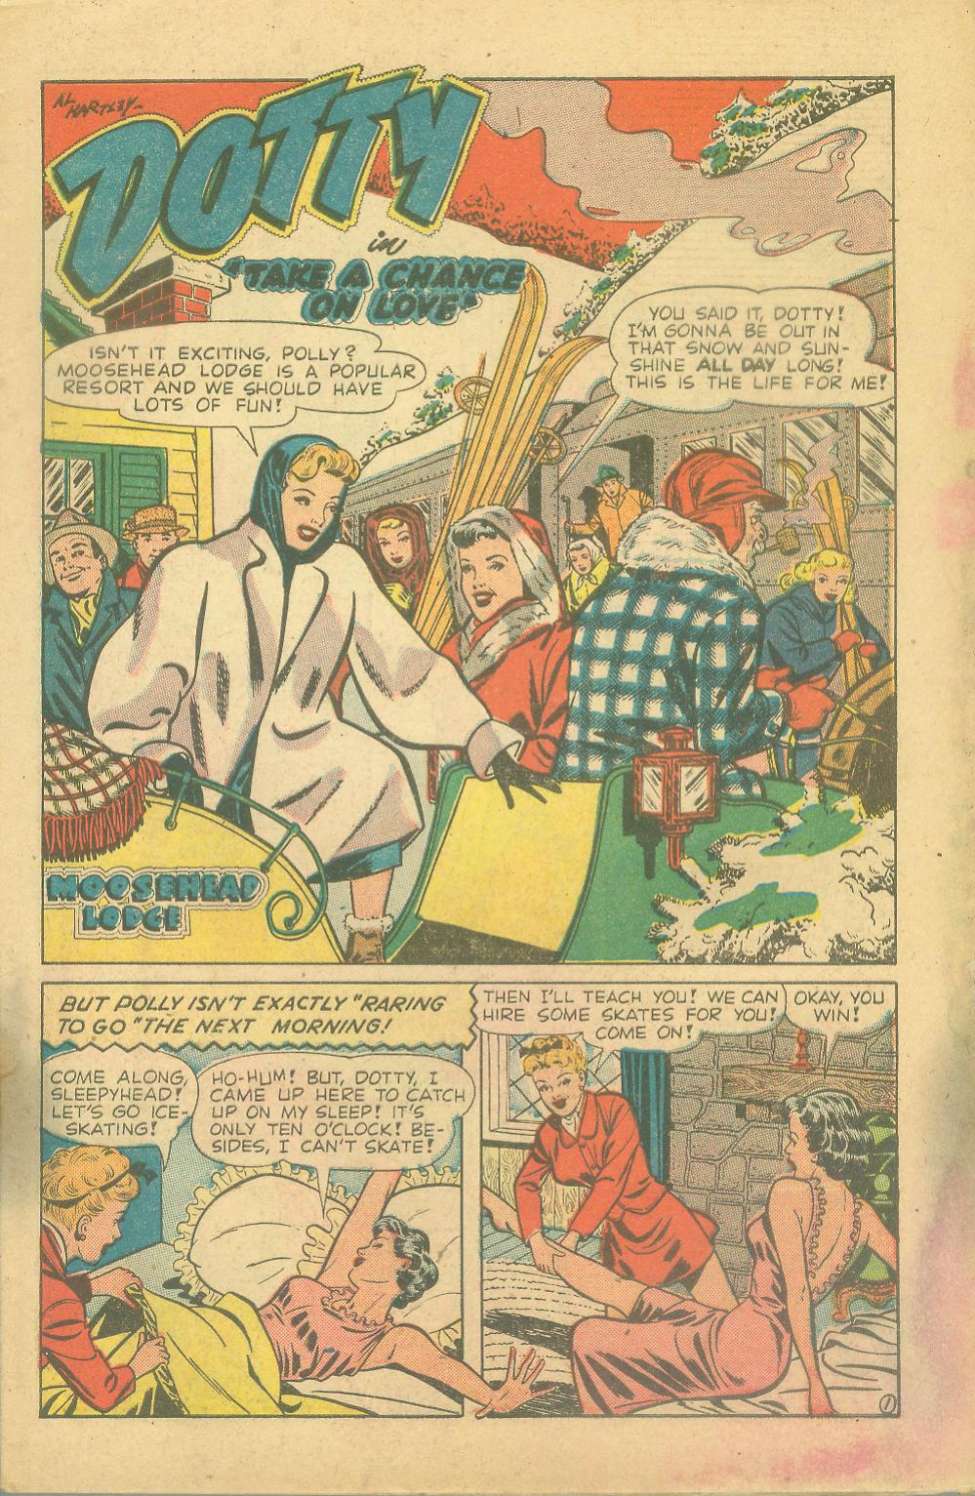 AL HARTLEY
DOTTY
in
"TAKE A CHANCE
ON LOVE"
ISN'T IT EXCITING, POLLY?
MOOSEHEAD LODGE IS A POPULAR
RESORT AND WE SHOULD HAVE
LOTS OF FUN!
YOU SAID IT, DOTTY!
I'M GONNA BE OUT IN
THAT SNOW AND SUN-
SHINE ALL DAY LONG!
THIS IS THE LIFE FOR ME!
MOOSEHEAD
LODGE
BUT POLLY ISN'T EXACTLY "RARING
TO GO" THE NEXT MORNING!
COME ALONG,
SLEEPYHEAD!
LET'S GO ICE-
SKATING!
HO-HUM! BUT, DOTTY, I
CAME UP HERE TO CATCH
UP ON MY SLEEP! IT'S
ONLY TEN O'CLOCK! BE-
SIDES, I CAN'T SKATE!
THEN I'LL TEACH YOU! WE CAN
HIRE SOME SKATES FOR YOU!
COME ON!
OKAY, YOU
WIN!
1